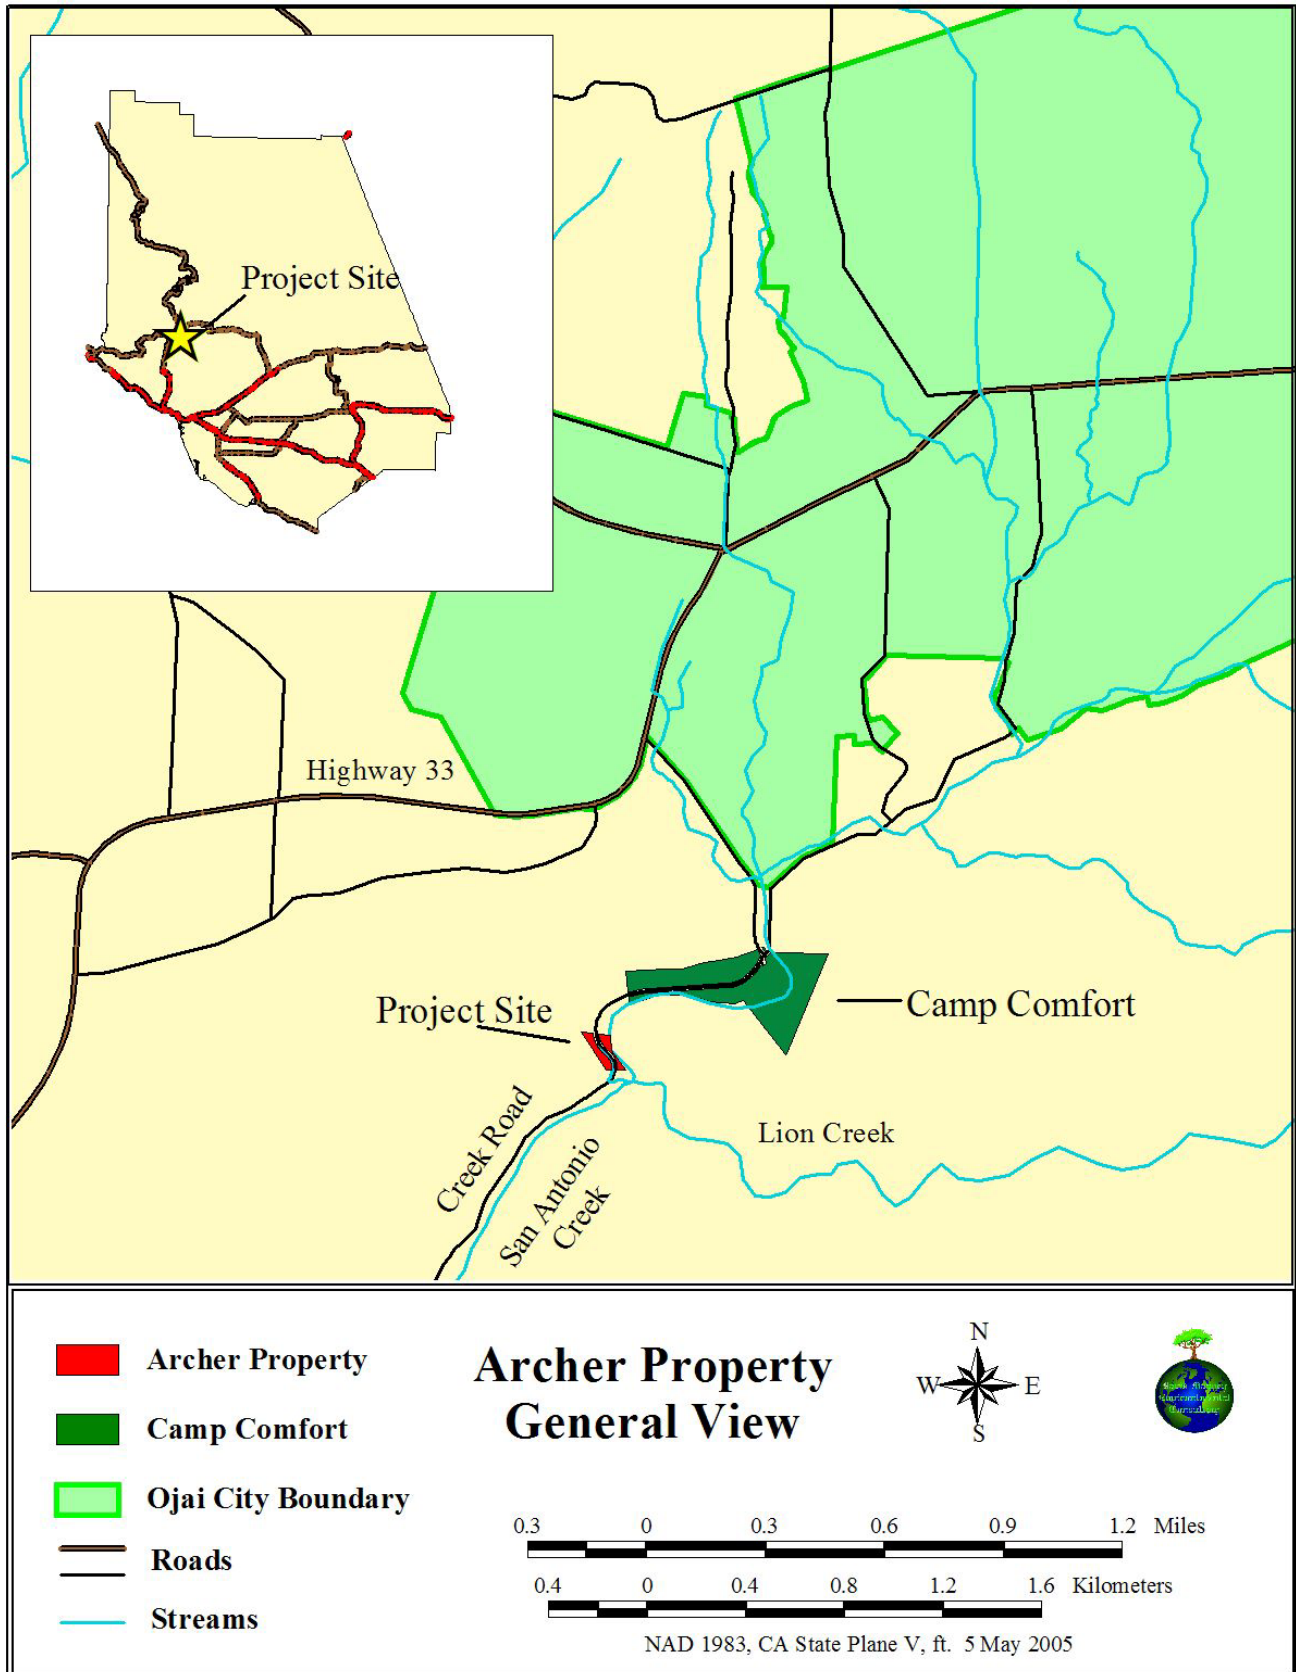 Project Site
Highway 33
Project Site
Camp Comfort
Creek Road
San Antonio
Creek
Lion Creek
Archer Property
Camp Comfort
Ojai City Boundary
Roads
Streams
Archer Property
General View
N
W E
S
0.3 0 0.3 0.6 0.9 1.2 Miles
0.4 0 0.4 0.8 1.2 1.6 Kilometers
NAD 1983, CA State Plane V, ft. 5 May 2005